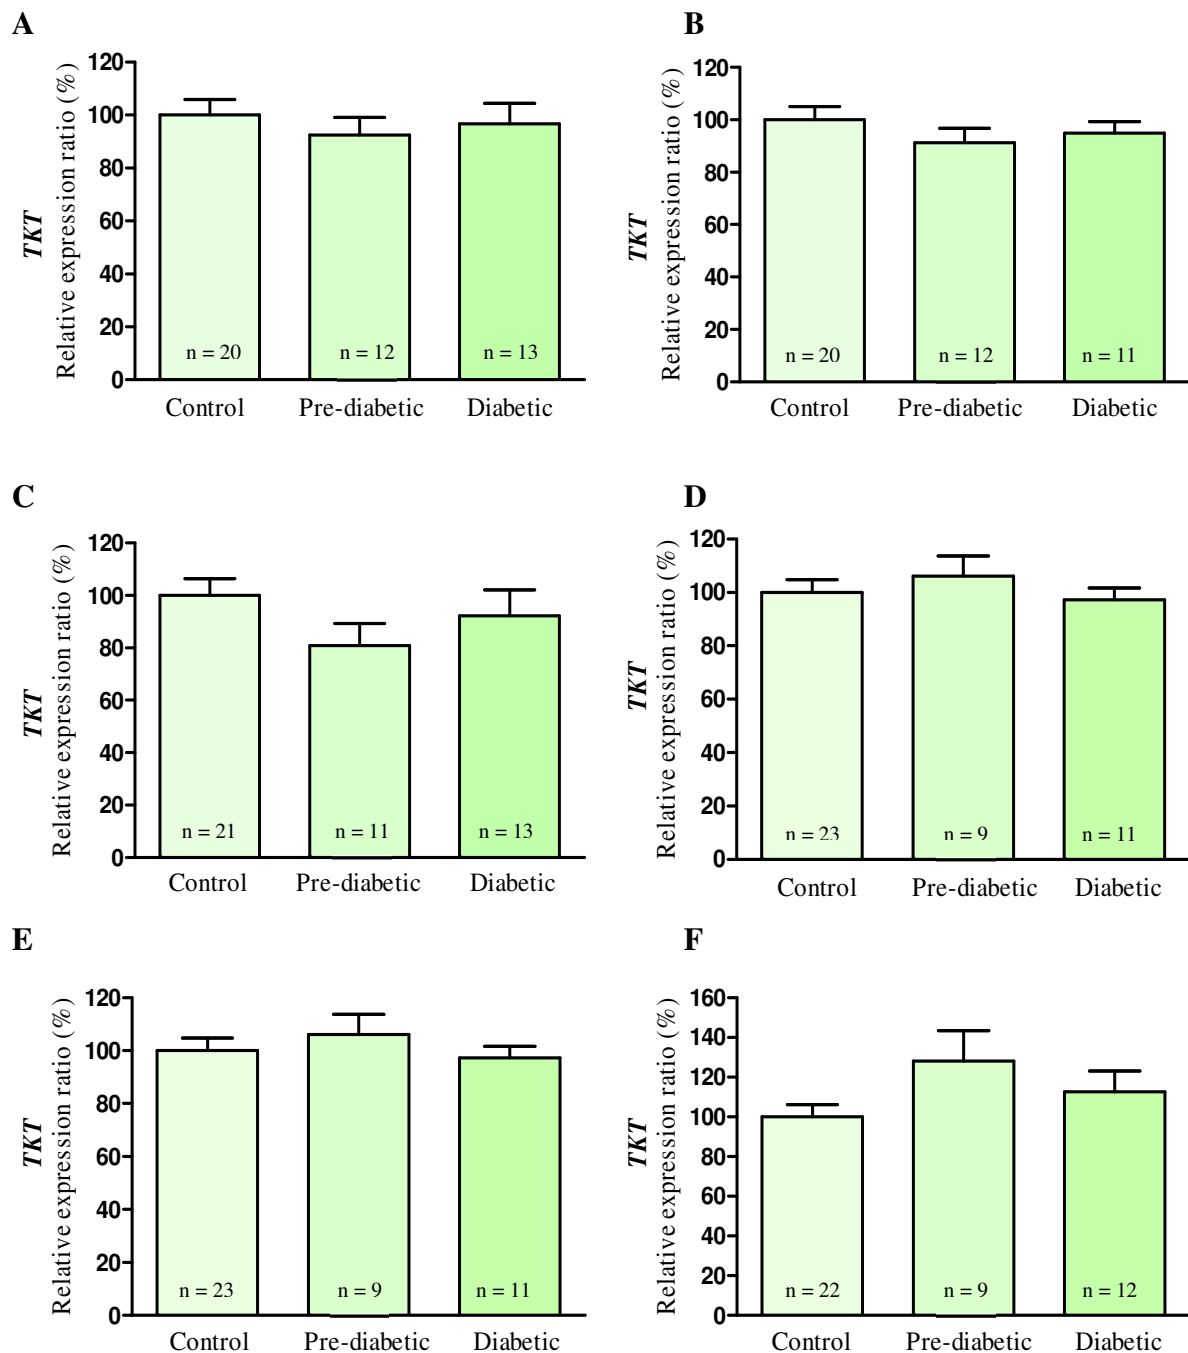 A
TKT
Relative expression ratio (%)
120
100
80
60
40
20
0
n = 20
n = 12
n = 13
Control
Pre-diabetic
Diabetic
B
TKT
Relative expression ratio (%)
120
100
80
60
40
20
0
n = 20
n = 12
n = 11
Control
Pre-diabetic
Diabetic
C
TKT
Relative expression ratio (%)
120
100
80
60
40
20
0
n = 21
n = 11
n = 13
Control
Pre-diabetic
Diabetic
D
TKT
Relative expression ratio (%)
120
100
80
60
40
20
0
n = 23
n = 9
n = 11
Control
Pre-diabetic
Diabetic
E
TKT
Relative expression ratio (%)
120
100
80
60
40
20
0
n = 23
n = 9
n = 11
Control
Pre-diabetic
Diabetic
F
TKT
Relative expression ratio (%)
160
140
120
100
80
60
40
20
0
n = 22
n = 9
n = 12
Control
Pre-diabetic
Diabetic